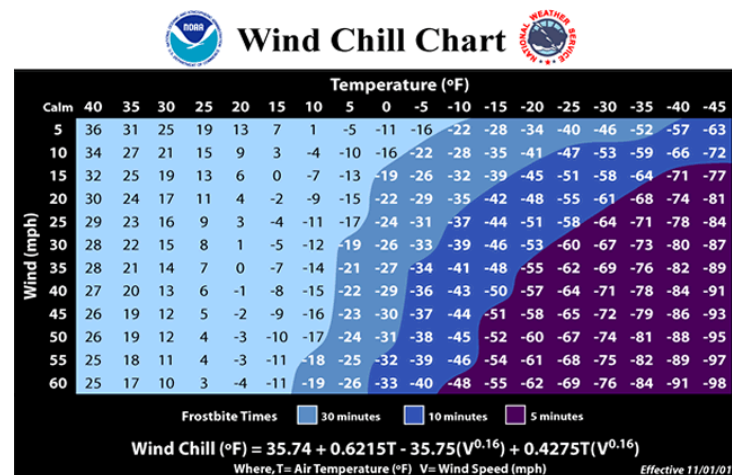 NOAA
Wind Chill Chart
NATIONAL WEATHER SERVICE
Temperature (ºF)
Calm 40 35 30 25 20 15 10 5 0 -5 -10 -15 -20 -25 -30 -35 -40 -45
5 36 31 25 19 13 7 1 -5 -11 -16 -22 -28 -34 -40 -46 -52 -57 -63
10 34 27 21 15 9 3 -4 -10 -16 -22 -28 -35 -41 -47 -53 -59 -66 -72
15 32 25 19 13 6 0 -7 -13 -19 -26 -32 -39 -45 -51 -58 -64 -71 -77
20 30 24 17 11 4 -2 -9 -15 -22 -29 -35 -42 -48 -55 -61 -68 -74 -81
25 29 23 16 9 3 -4 -11 -17 -24 -31 -37 -44 -51 -58 -64 -71 -78 -84
30 28 22 15 8 1 -5 -12 -19 -26 -33 -39 -46 -53 -60 -67 -73 -80 -87
35 28 21 14 7 0 -7 -14 -21 -27 -34 -41 -48 -55 -62 -69 -76 -82 -89
40 27 20 13 6 -1 -8 -15 -22 -29 -36 -43 -50 -57 -64 -71 -78 -84 -91
45 26 19 12 5 -2 -9 -16 -23 -30 -37 -44 -51 -58 -65 -72 -79 -86 -93
50 26 19 12 4 -3 -10 -17 -24 -31 -38 -45 -52 -60 -67 -74 -81 -88 -95
55 25 18 11 4 -3 -11 -18 -25 -32 -39 -46 -54 -61 -68 -75 -82 -89 -97
60 25 17 10 3 -4 -11 -19 -26 -33 -40 -48 -55 -62 -69 -76 -84 -91 -98
Wind (mph)
Frostbite Times 30 minutes 10 minutes 5 minutes
Wind Chill (ºF) = 35.74 + 0.6215T - 35.75(V^0.16) + 0.4275T(V^0.16)
Where, T= Air Temperature (ºF) V= Wind Speed (mph)
Effective 11/01/01